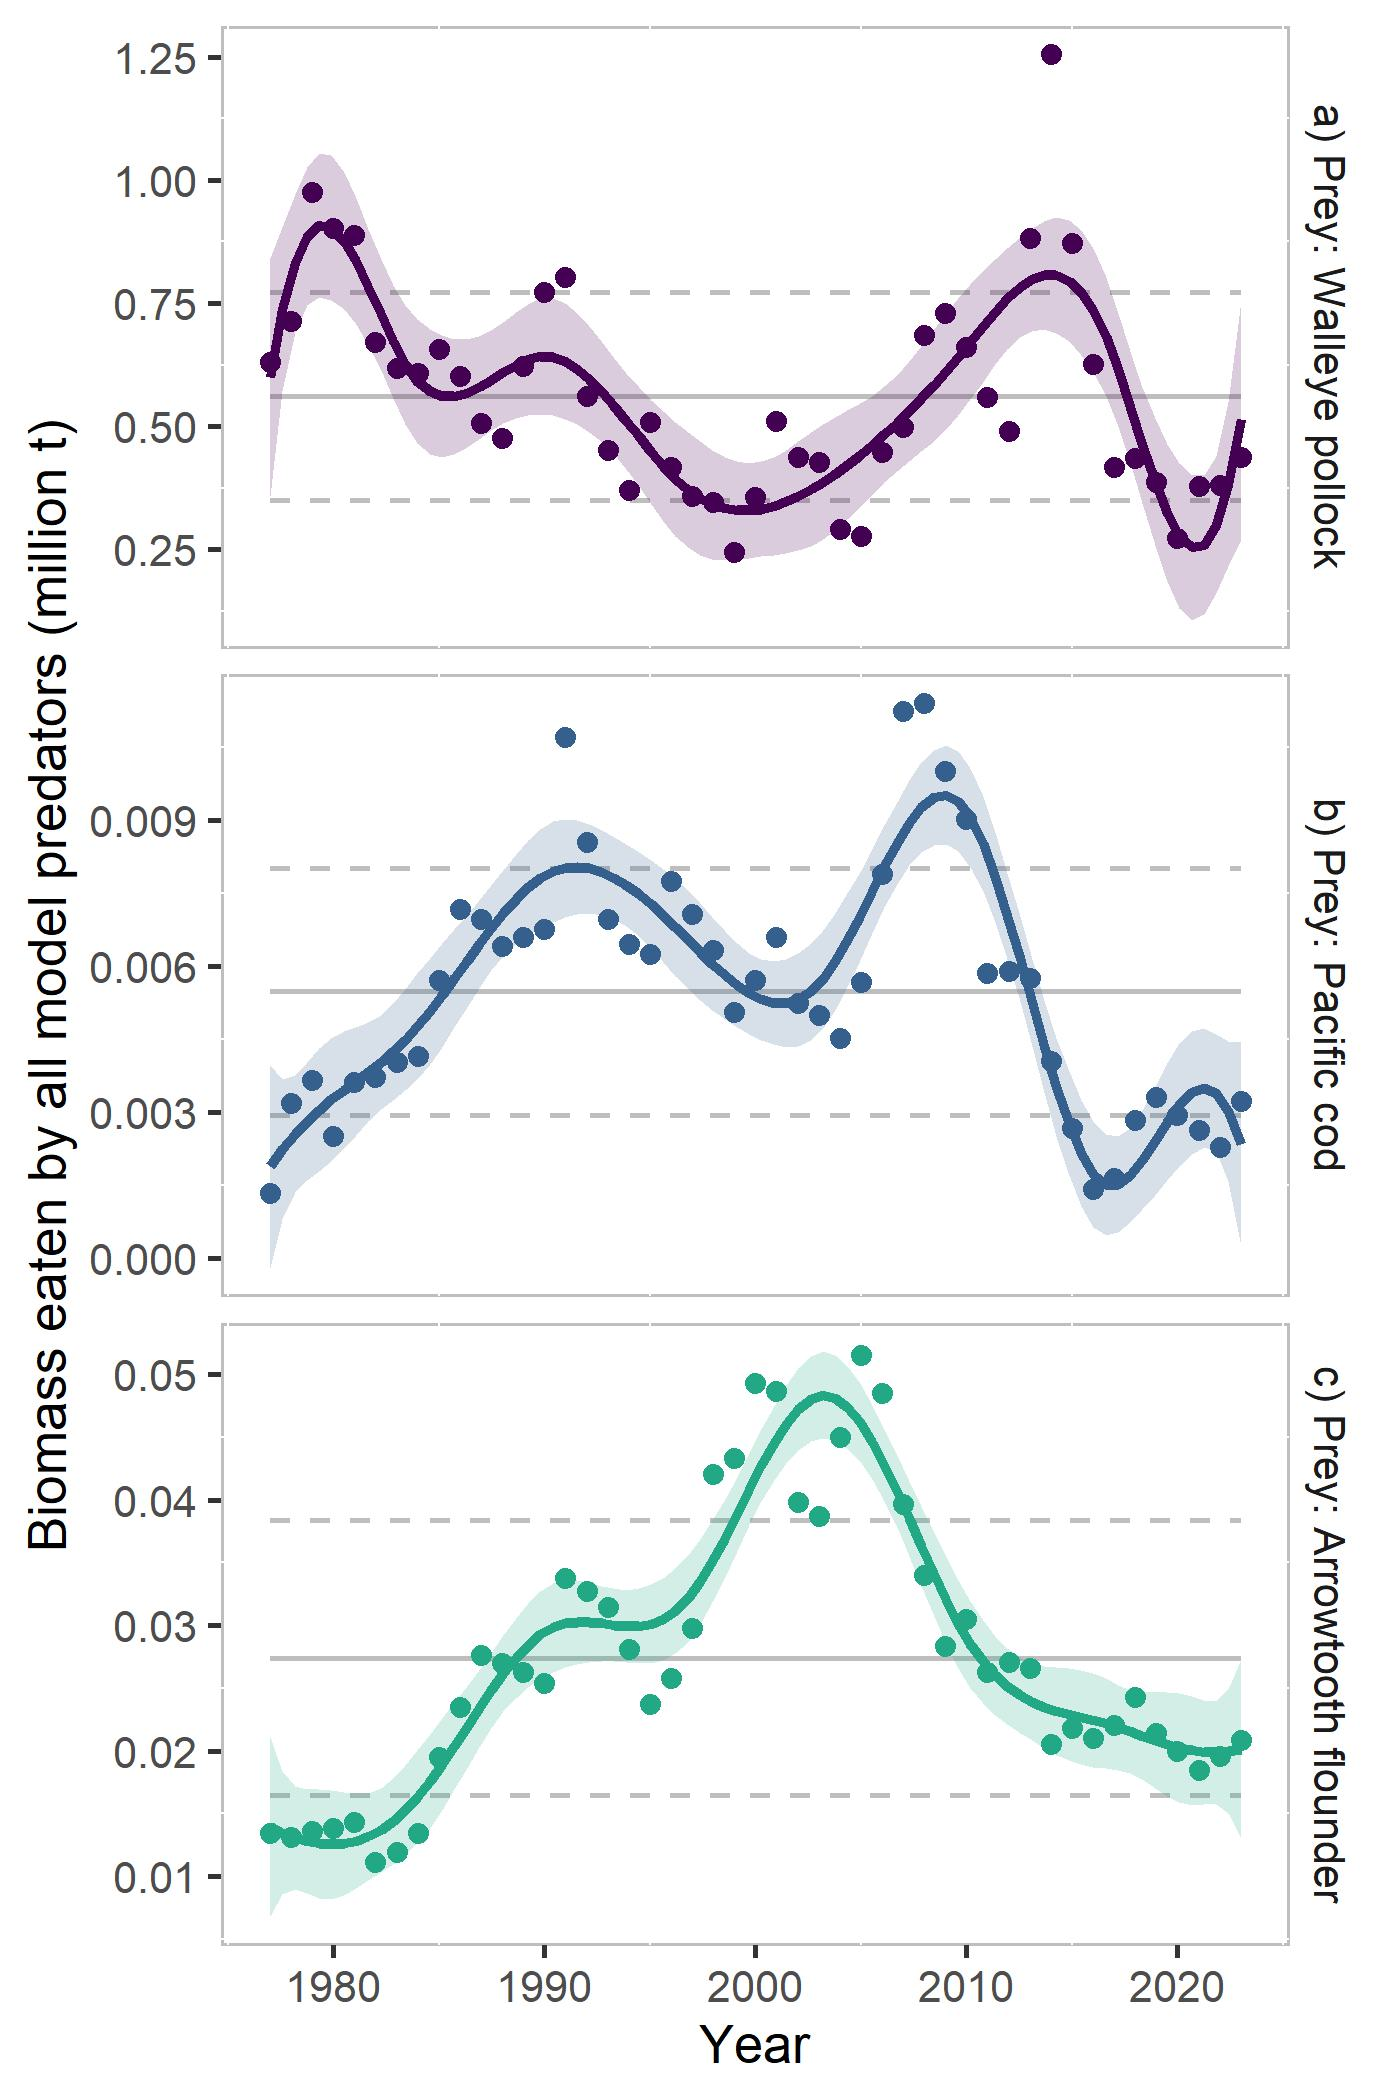 Biomass eaten by all model predators (million t)
1.25
1.00
0.75
0.50
0.25
a) Prey: Walleye pollock
0.009
0.006
0.003
0.000
b) Prey: Pacific cod
0.05
0.04
0.03
0.02
0.01
c) Prey: Arrowtooth flounder
1980 1990 2000 2010 2020
Year